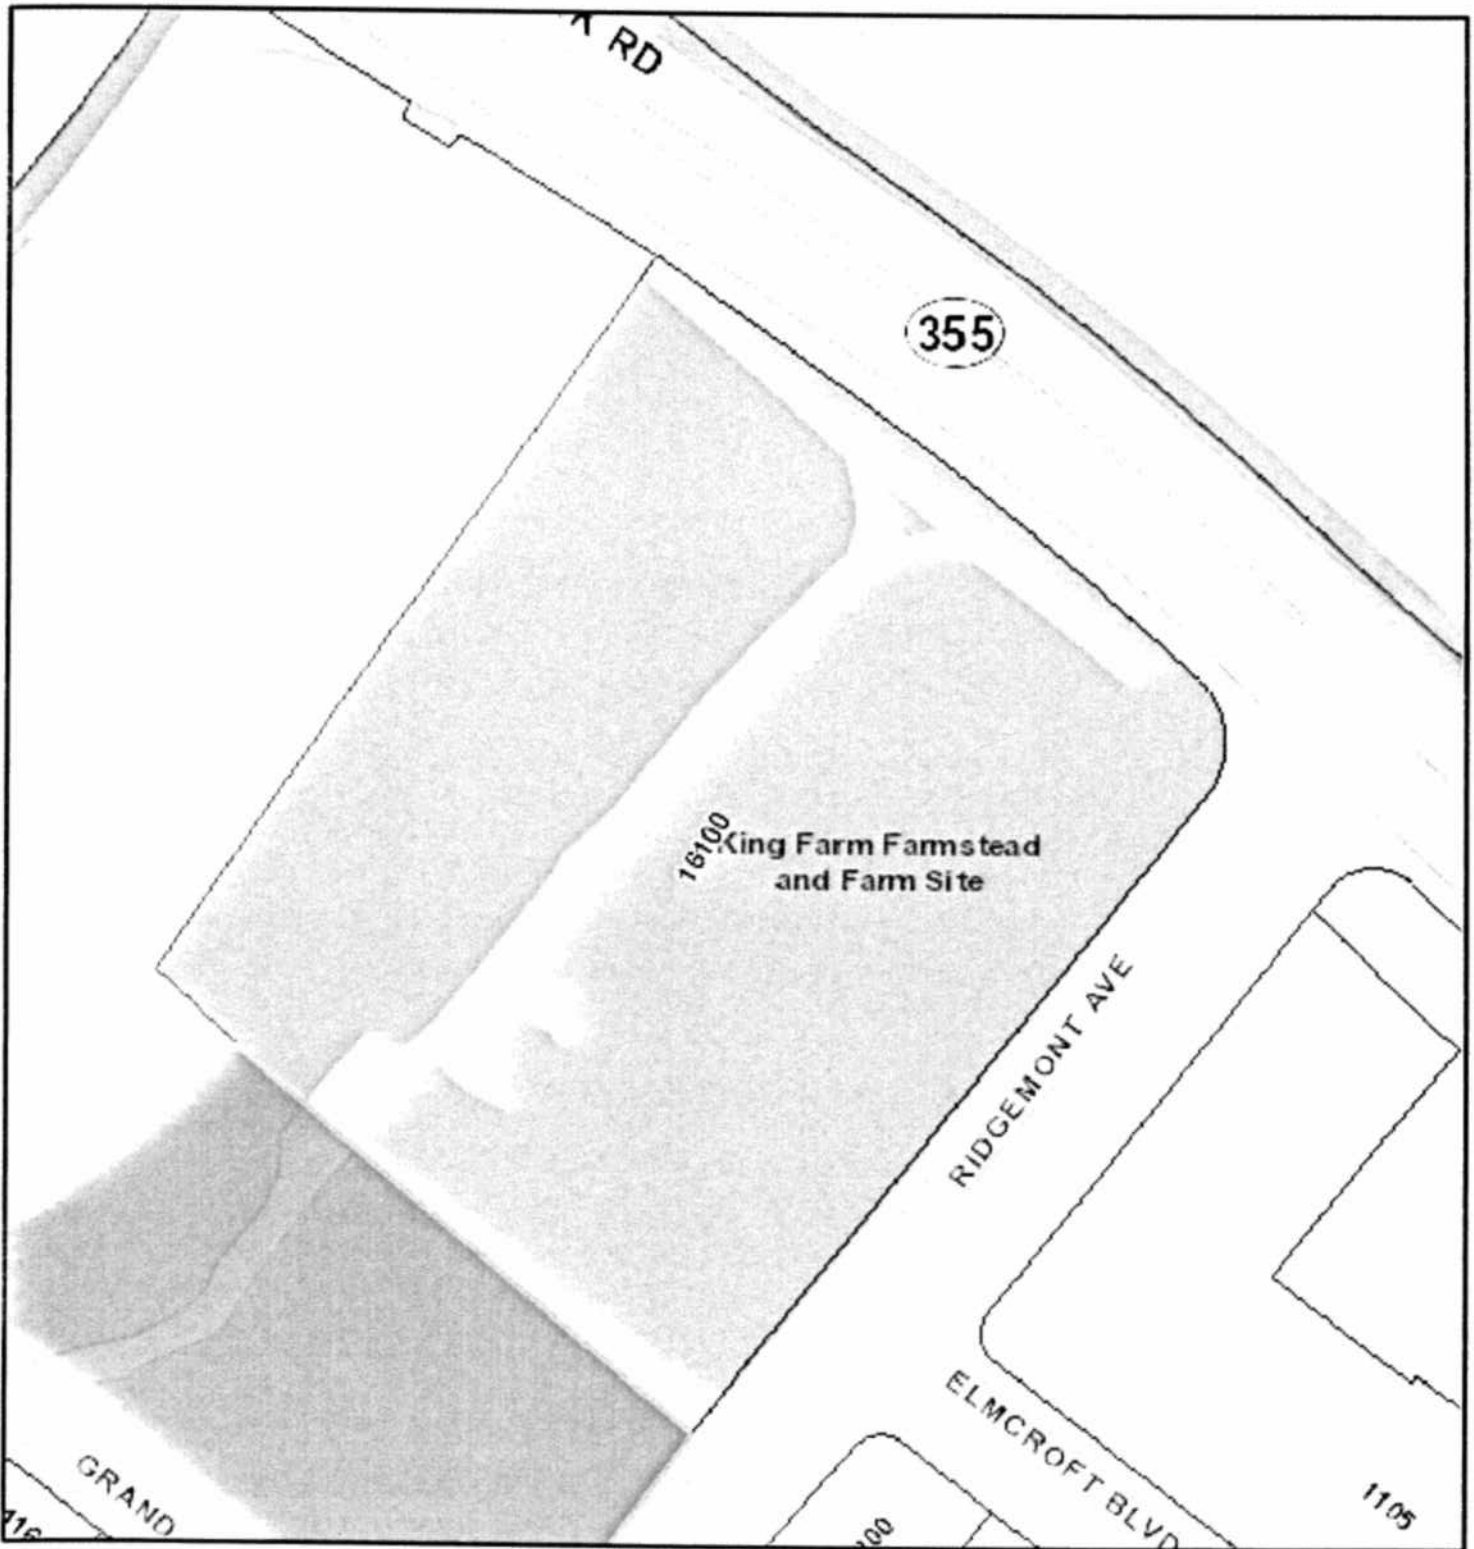 RD
355
16100
King Farm Farmstead
and Farm Site
RIDGEMONT AVE
ELMCROFT BLVD
1105
GRAND